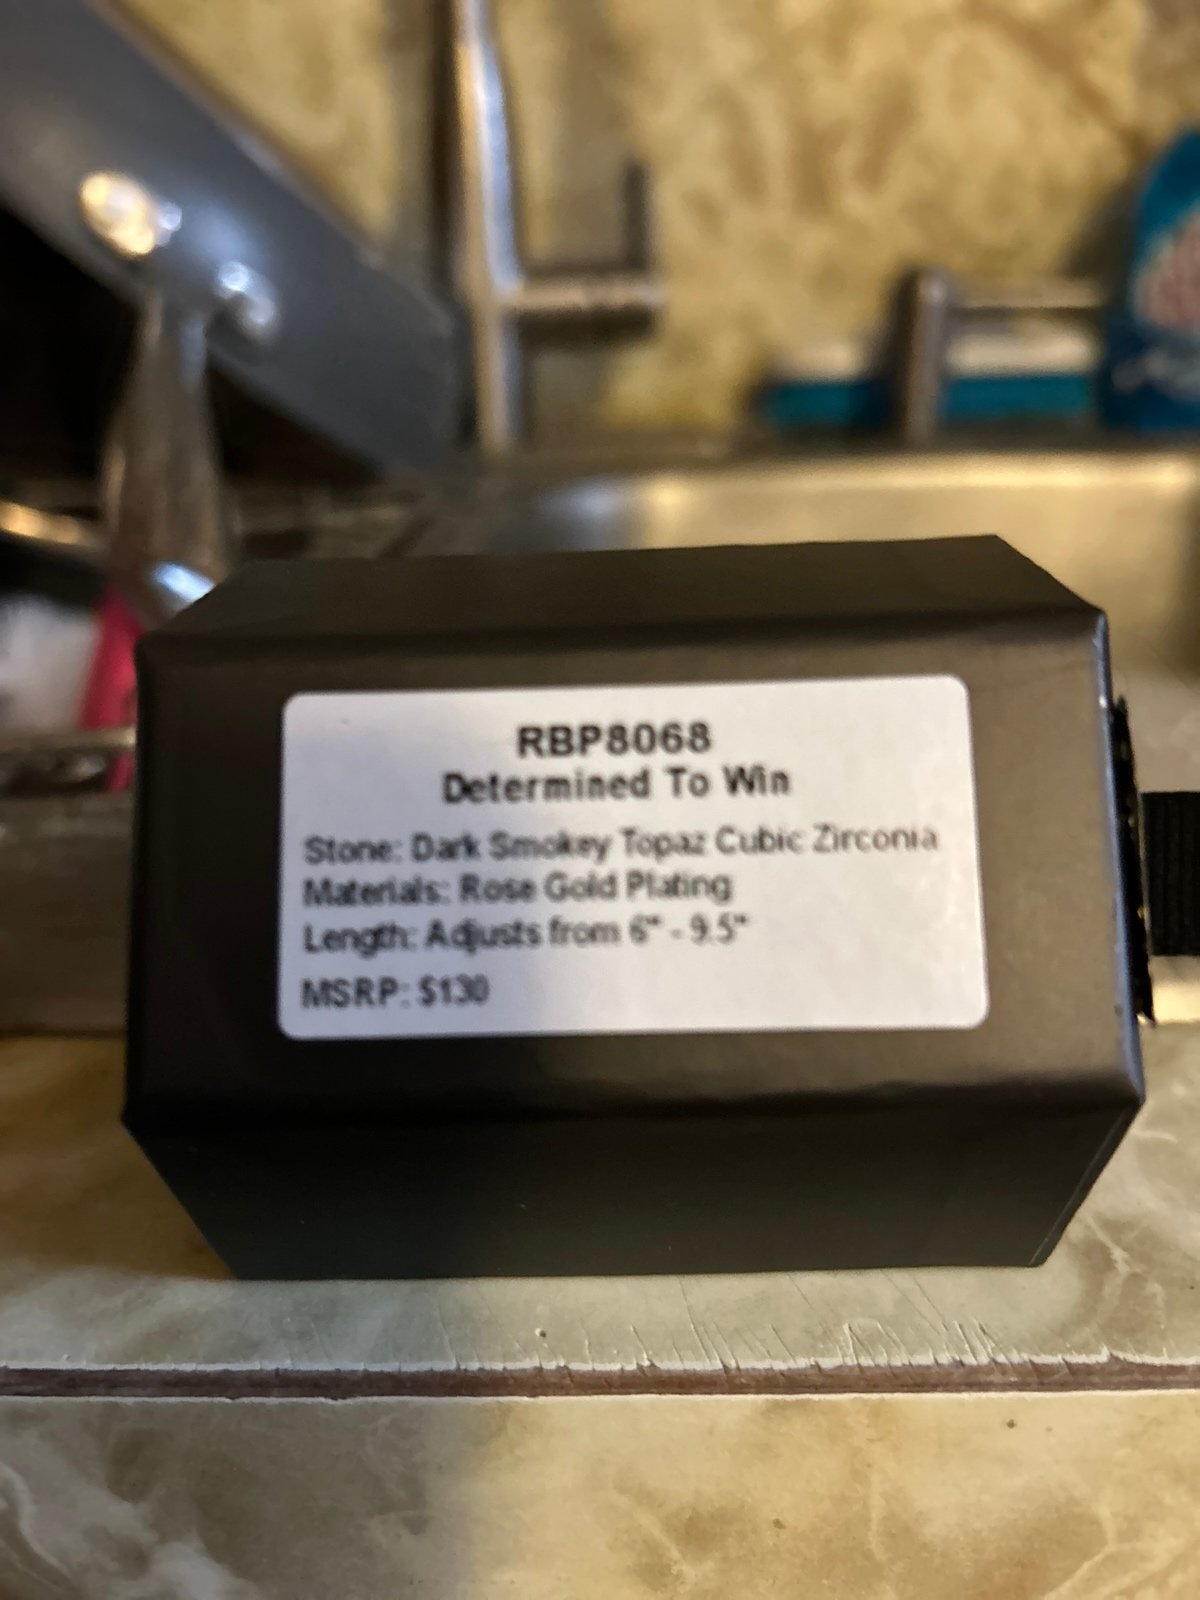 RBP8068
Determined To Win
Stone: Dark Smokey Topaz Cubic Zirconia
Materials: Rose Gold Plating
Length: Adjusts from 6" - 9.5"
MSRP: $130